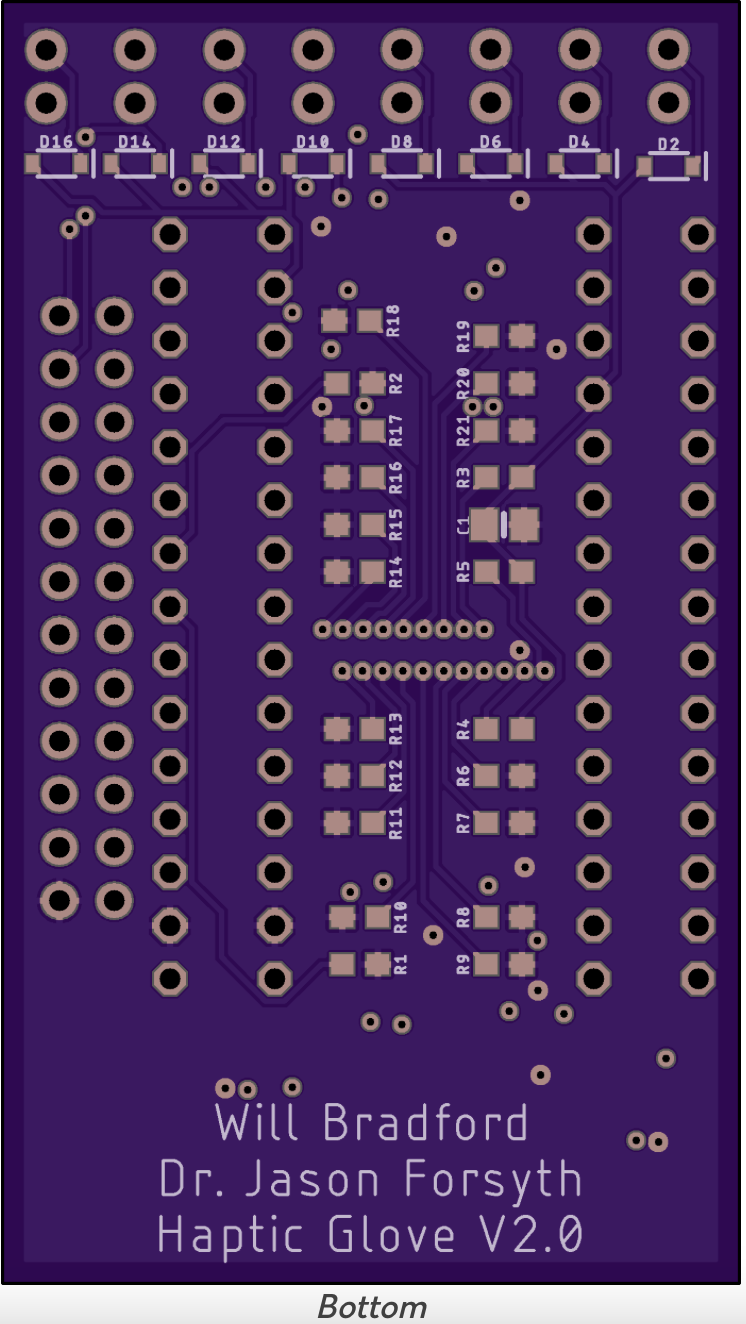 D16 D14 D12 D10 D8 D6 D4 D2
R18
R19
R2
R20
R17
R21
R16
R3
R15
C1
R14
R5
R13
R4
R12
R6
R11
R7
R10
R8
R1
R9
Will Bradford
Dr. Jason Forsyth
Haptic Glove V2.0
Bottom